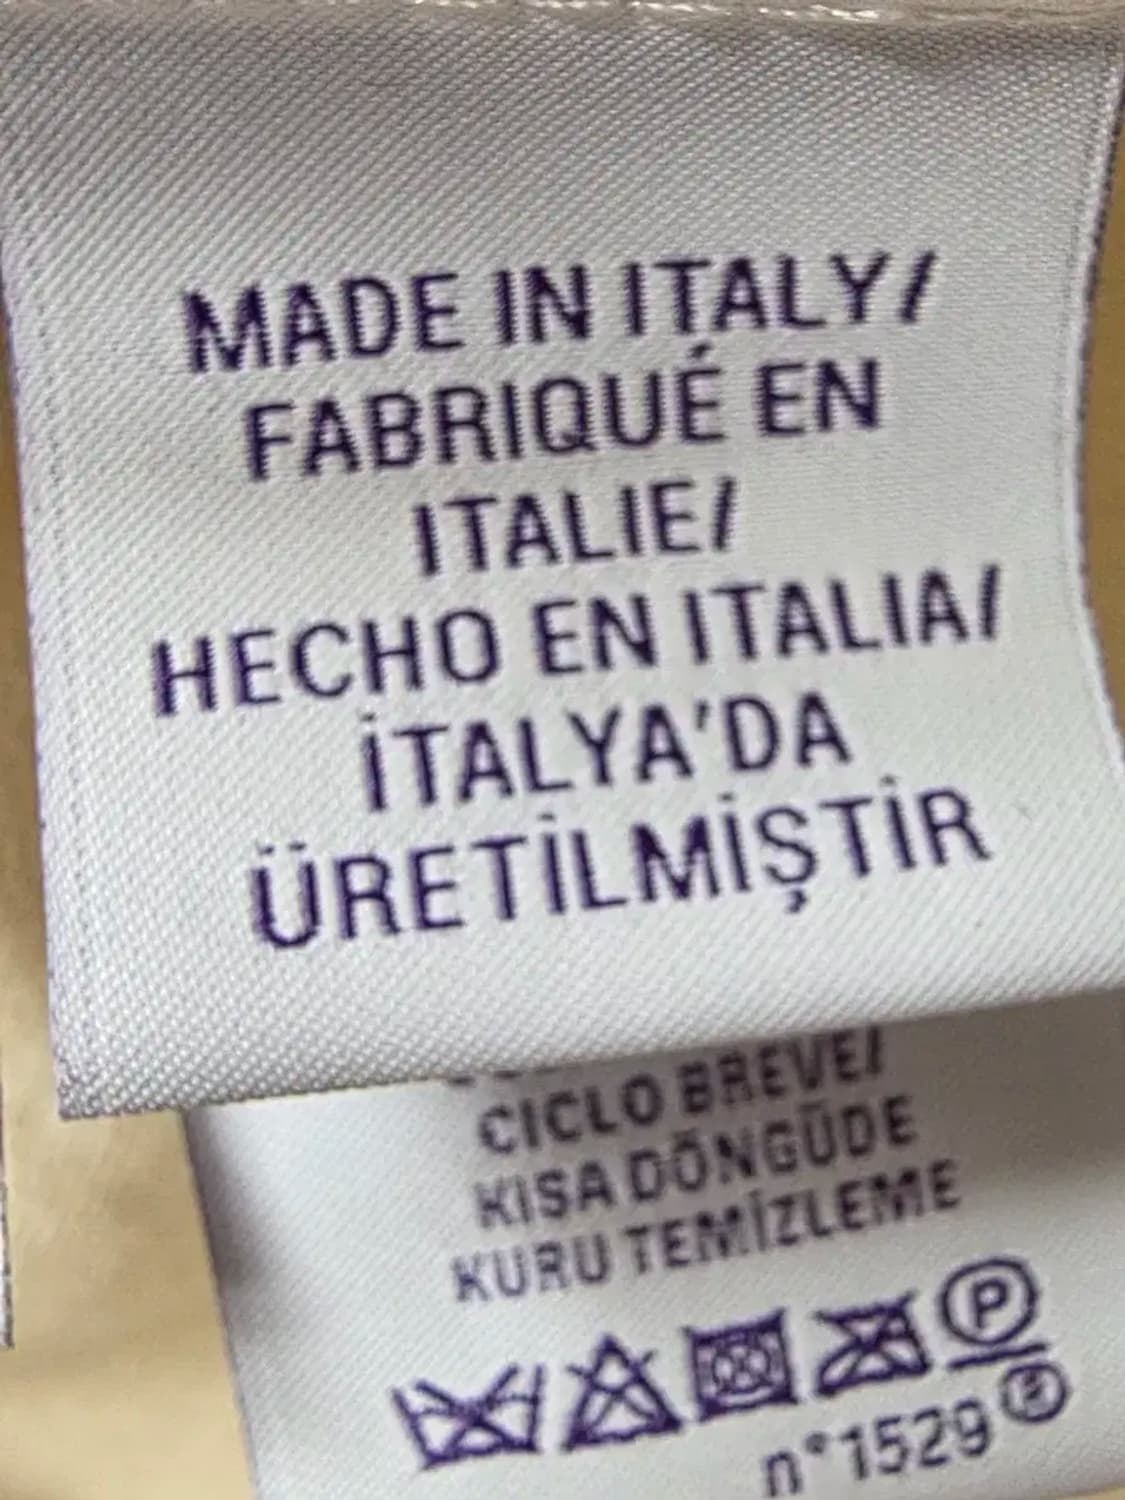 MADE IN ITALY/
FABRIQUÉ EN
ITALIE/
HECHO EN ITALIA/
İTALYA'DA
ÜRETİLMİŞTİR
CICLO BREVE/
KISA DÖNGÜDE
KURU TEMİZLEME
P
n°1529